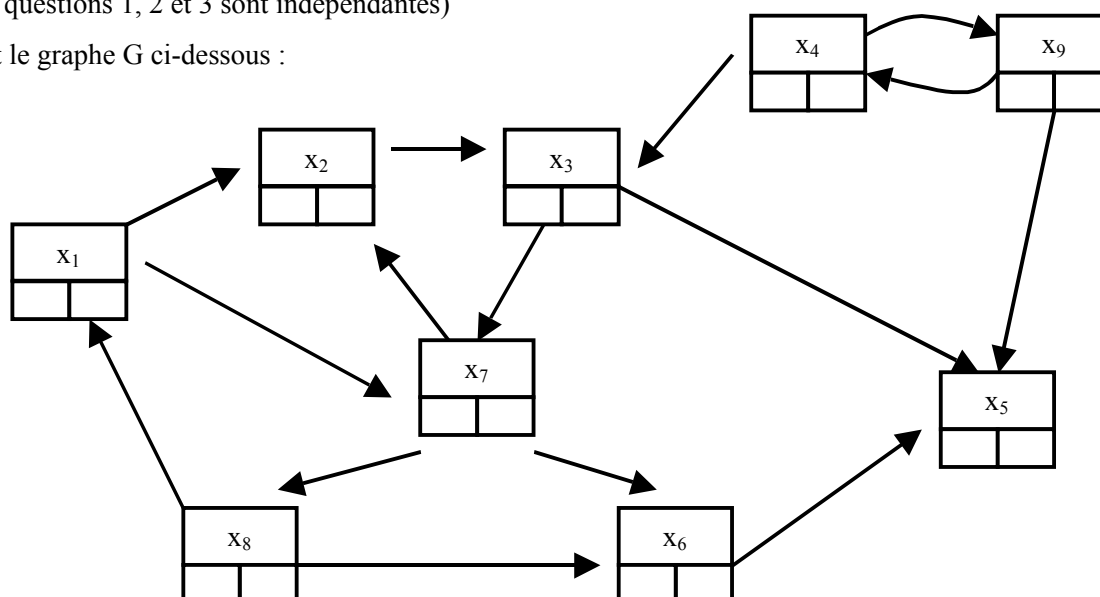 questions 1, 2 et 3 sont indépendantes)
le graphe G ci-dessous :
x4
x9
x2
x3
x1
x7
x5
x8
x6